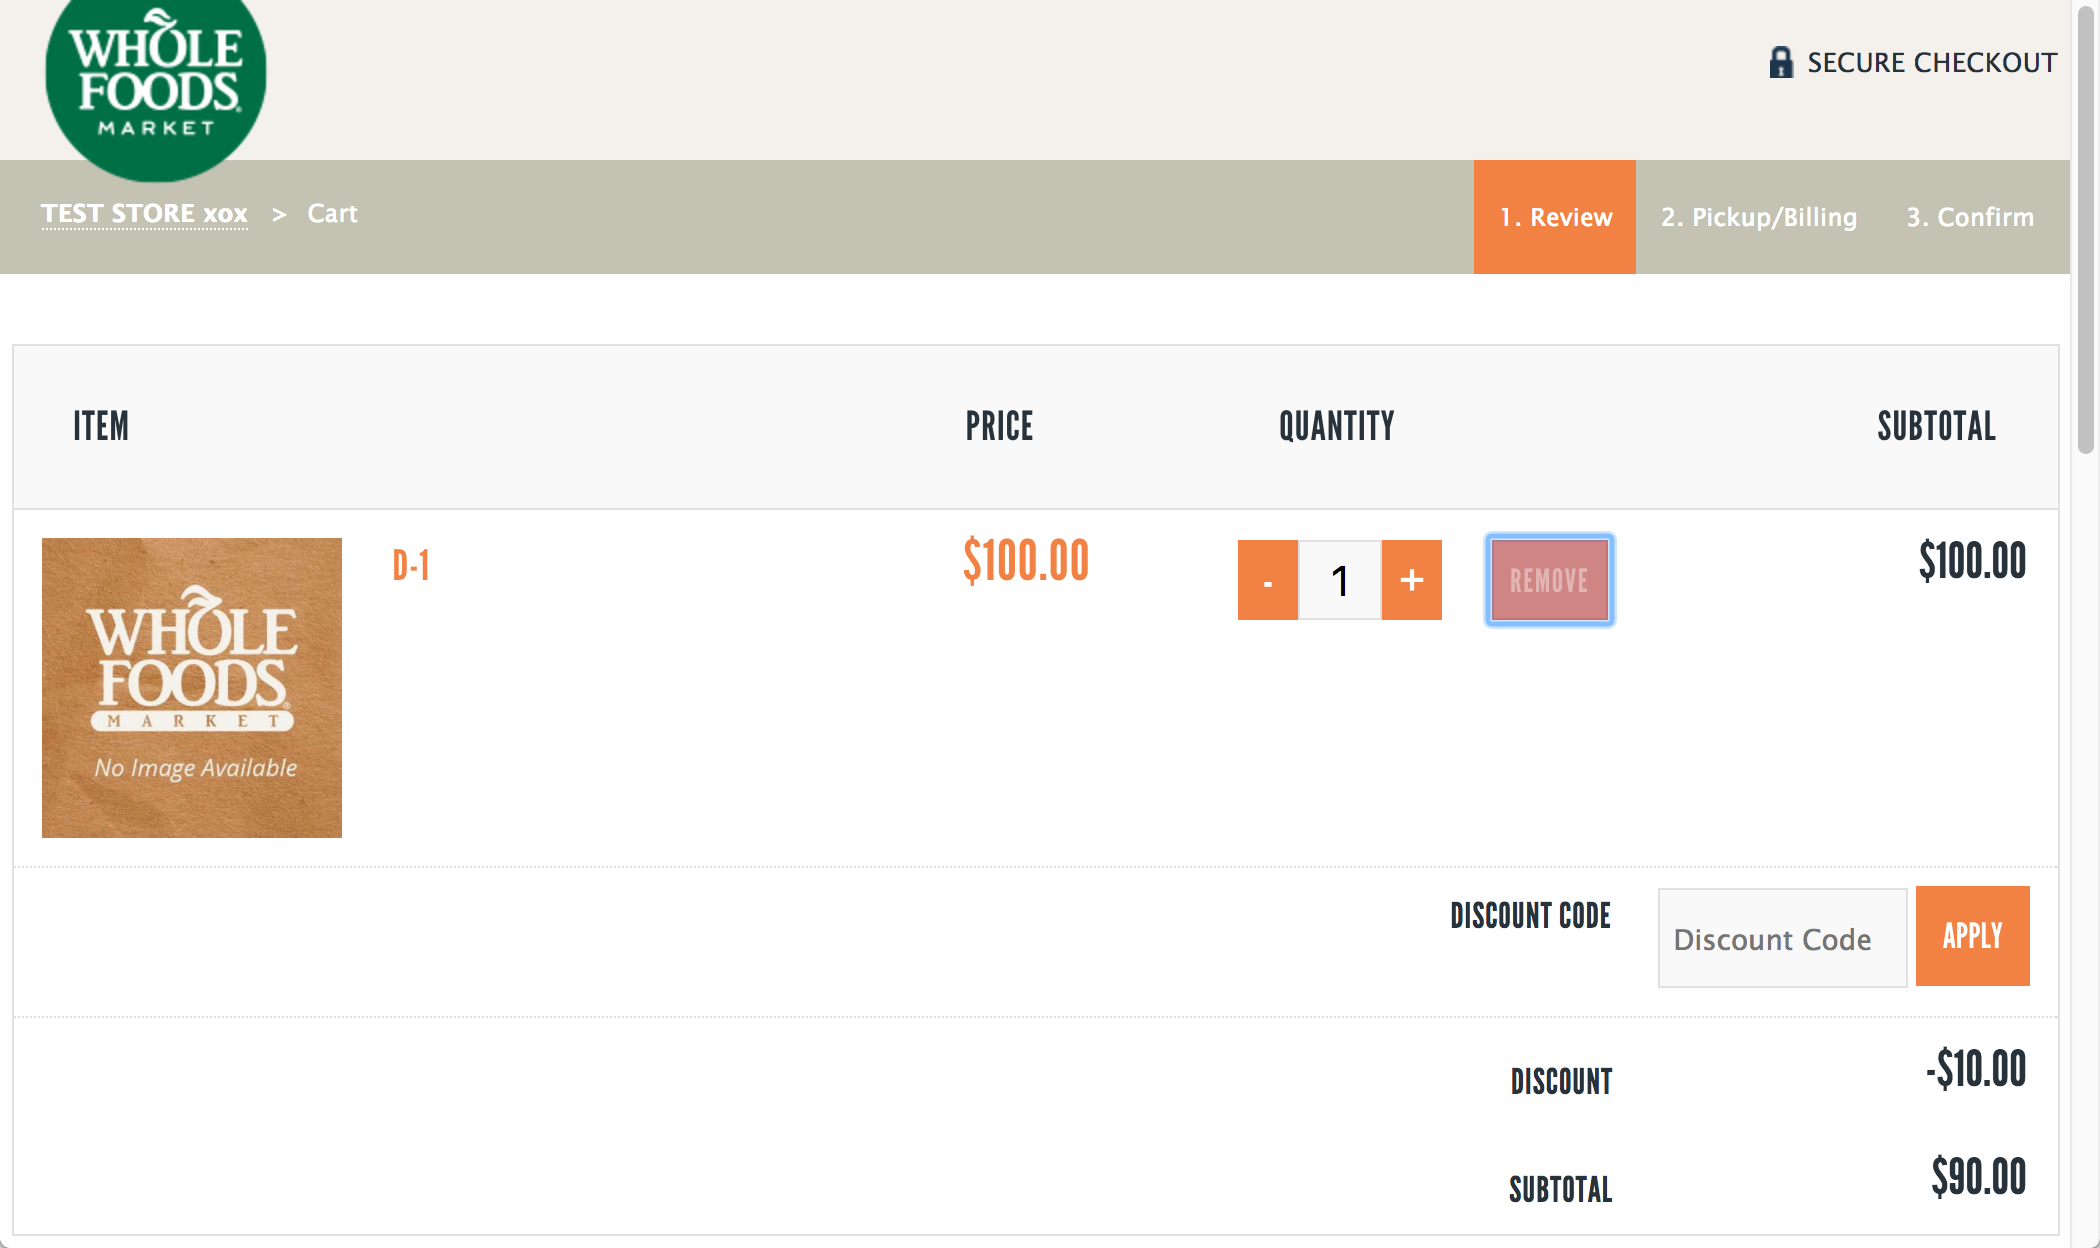 WHOLE
FOODS
MARKET
SECURE CHECKOUT
TEST STORE xox > Cart
1. Review
2. Pickup/Billing
3. Confirm
ITEM
PRICE
QUANTITY
SUBTOTAL
WHOLE
FOODS
MARKET
No Image Available
D-1
$100.00
- 1 +
REMOVE
$100.00
DISCOUNT CODE
Discount Code
APPLY
DISCOUNT
-$10.00
SUBTOTAL
$90.00